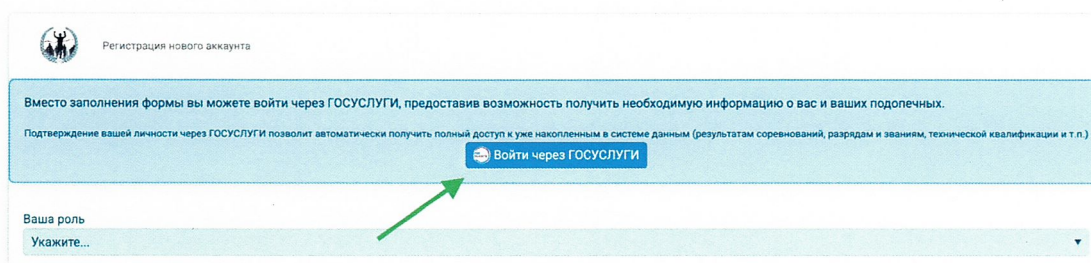 Регистрация нового аккаунта
Вместо заполнения формы вы можете войти через ГОСУСЛУГИ, предоставив возможность получить необходимую информацию о вас и ваших подопечных.
Подтверждение вашей личности через ГОСУСЛУГИ позволит автоматически получить полный доступ к уже накопленным в системе данным (результатам соревнований, разрядам и званиям, технической квалификации и т.п.)
Войти через ГОСУСЛУГИ
Ваша роль
Укажите...